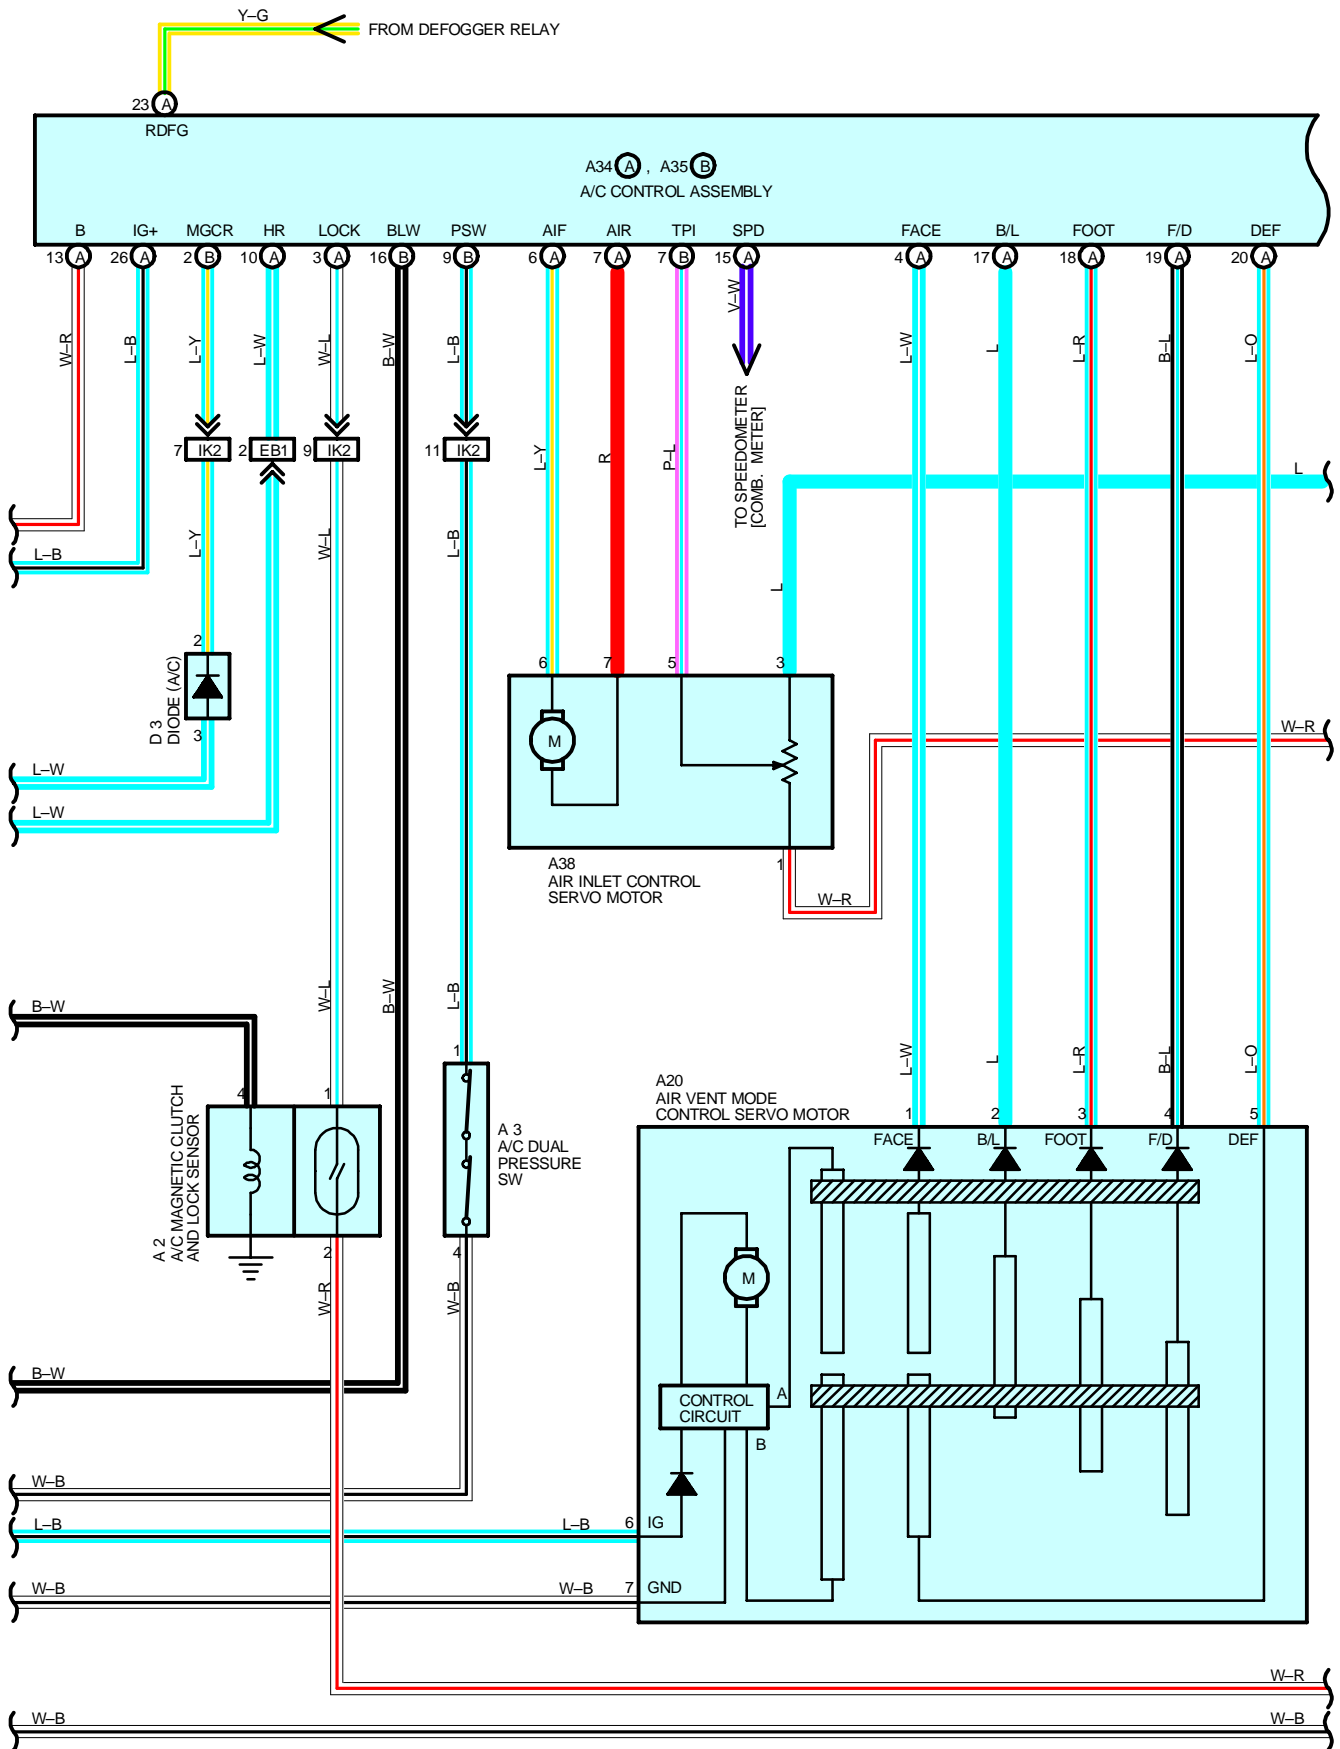 Y–G
FROM DEFOGGER RELAY
23 A
RDFG
A34 A , A35 B
A/C CONTROL ASSEMBLY
B IG+ MGCR HR LOCK BLW PSW AIF AIR TPI SPD FACE B/L FOOT F/D DEF
13 A 26 A 2 B 10 A 3 A 16 B 9 B 6 A 7 A 7 B 15 A 4 A 17 A 18 A 19 A 20 A
W–R L–B L–Y L–W W–L B–W L–B V–W L–W L L–R B–L L–O
TO SPEEDOMETER
[COMB. METER]
7 IK2 2 EB1 9 IK2 11 IK2
L–Y R P–L
L
L–B
L–Y W–L L–B
L
2
D 3
DIODE (A/C)
3
6 7 5 3
M
W–R
L–W
L–W
1
A38
AIR INLET CONTROL
SERVO MOTOR
W–R
B–W
W–L B–W L–B
L–W L L–R B–L L–O
4 1
1
A 2
A/C MAGNETIC CLUTCH
AND LOCK SENSOR
2
W–R
A 3
A/C DUAL
PRESSURE
SW
4
W–B
A20
AIR VENT MODE
CONTROL SERVO MOTOR
1 2 3 4 5
FACE B/L FOOT F/D DEF
M
B–W
CONTROL
CIRCUIT
A
B
W–B
L–B L–B 6 IG
W–B W–B 7 GND
W–R
W–B W–B